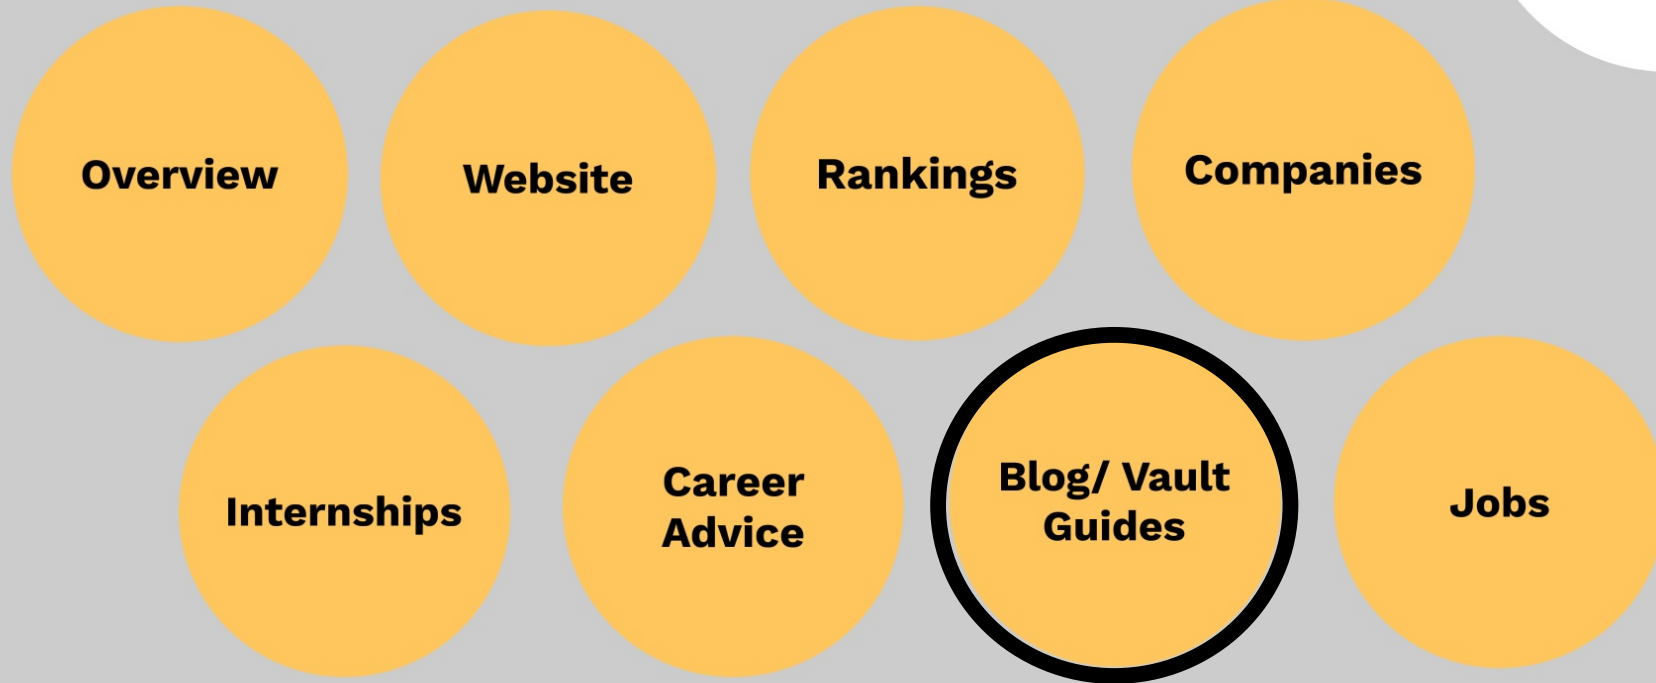 Overview
Website
Rankings
Companies
Internships
Career
Advice
Blog/ Vault
Guides
Jobs